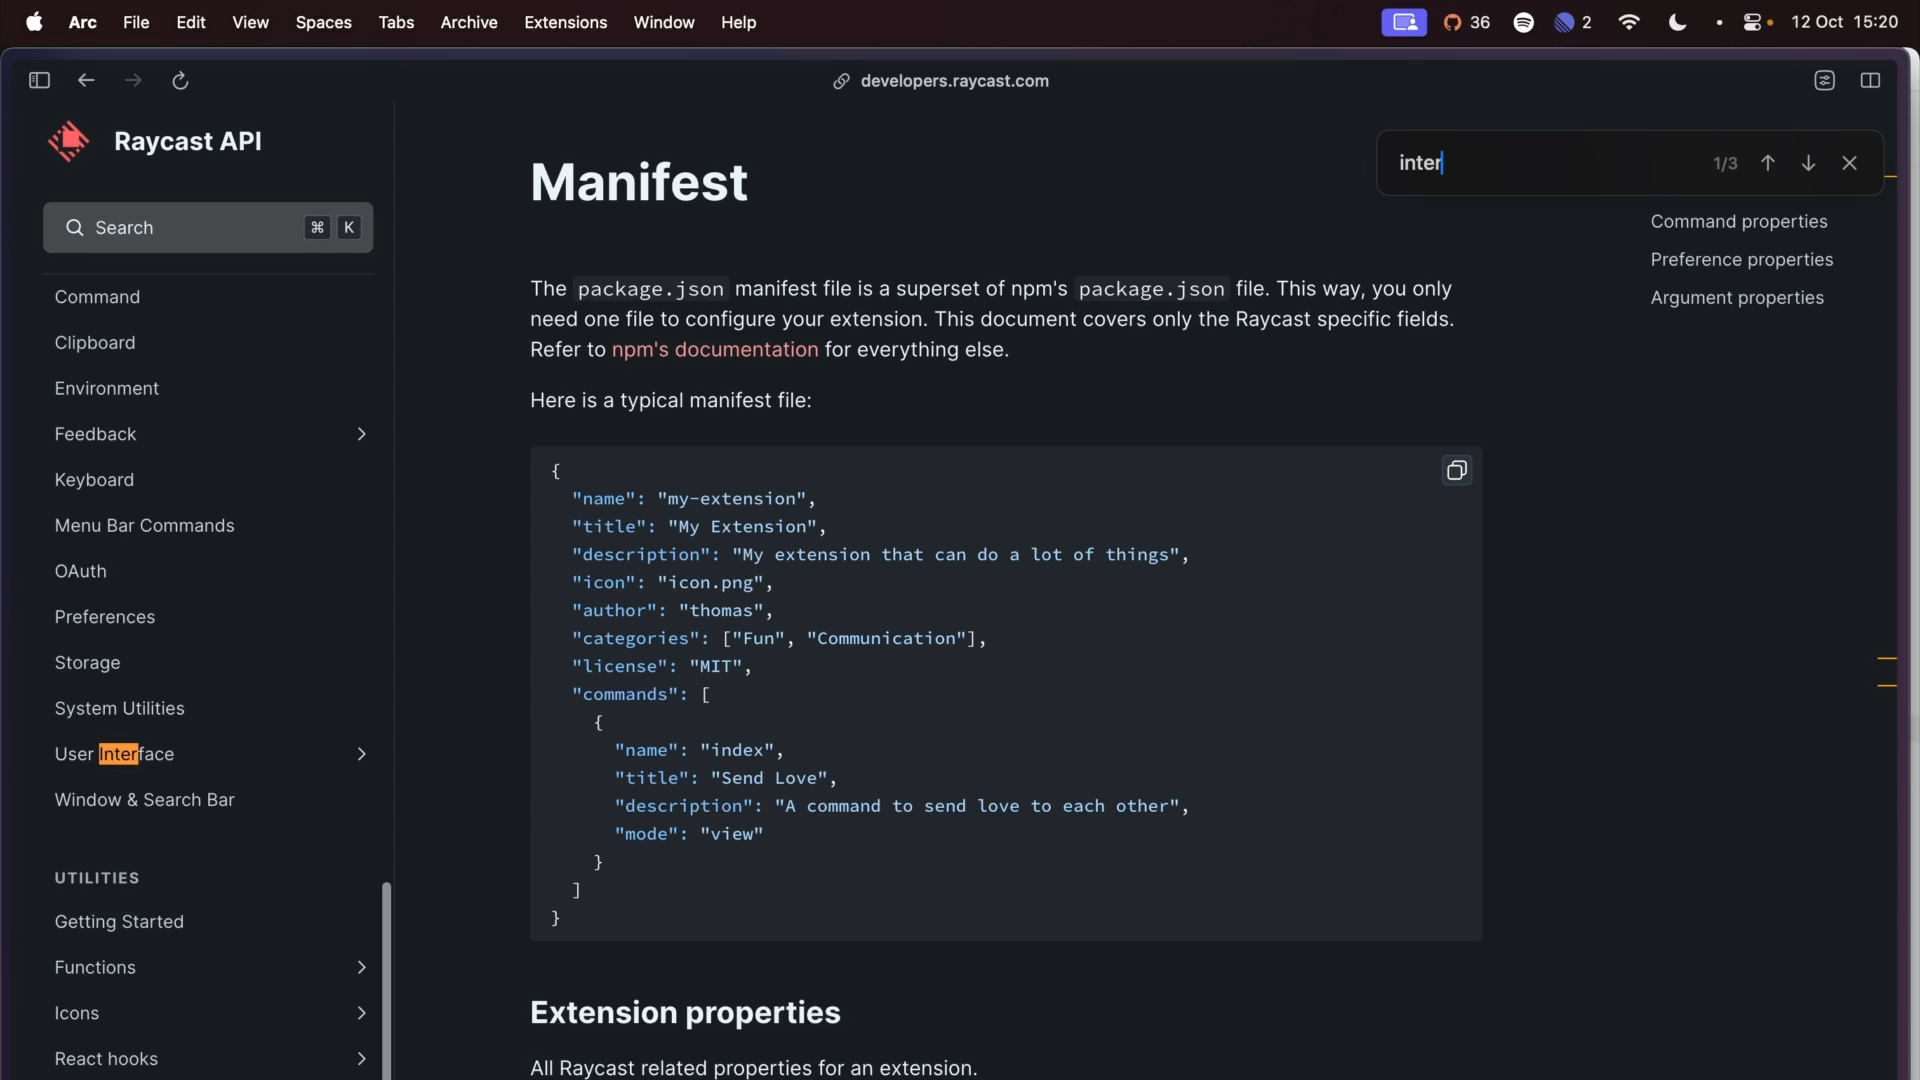 Arc File Edit View Spaces Tabs Archive Extensions Window Help 36 2 12 Oct 15:20
developers.raycast.com
Raycast API
Search ⌘ K
Command
Clipboard
Environment
Feedback
Keyboard
Menu Bar Commands
OAuth
Preferences
Storage
System Utilities
User Interface
Window & Search Bar
UTILITIES
Getting Started
Functions
Icons
React hooks
Manifest
The package.json manifest file is a superset of npm's package.json file. This way, you only
need one file to configure your extension. This document covers only the Raycast specific fields.
Refer to npm's documentation for everything else.
Here is a typical manifest file:
{
"name": "my-extension",
"title": "My Extension",
"description": "My extension that can do a lot of things",
"icon": "icon.png",
"author": "thomas",
"categories": ["Fun", "Communication"],
"license": "MIT",
"commands": [
{
"name": "index",
"title": "Send Love",
"description": "A command to send love to each other",
"mode": "view"
}
]
}
Extension properties
All Raycast related properties for an extension.
inter 1/3
Command properties
Preference properties
Argument properties